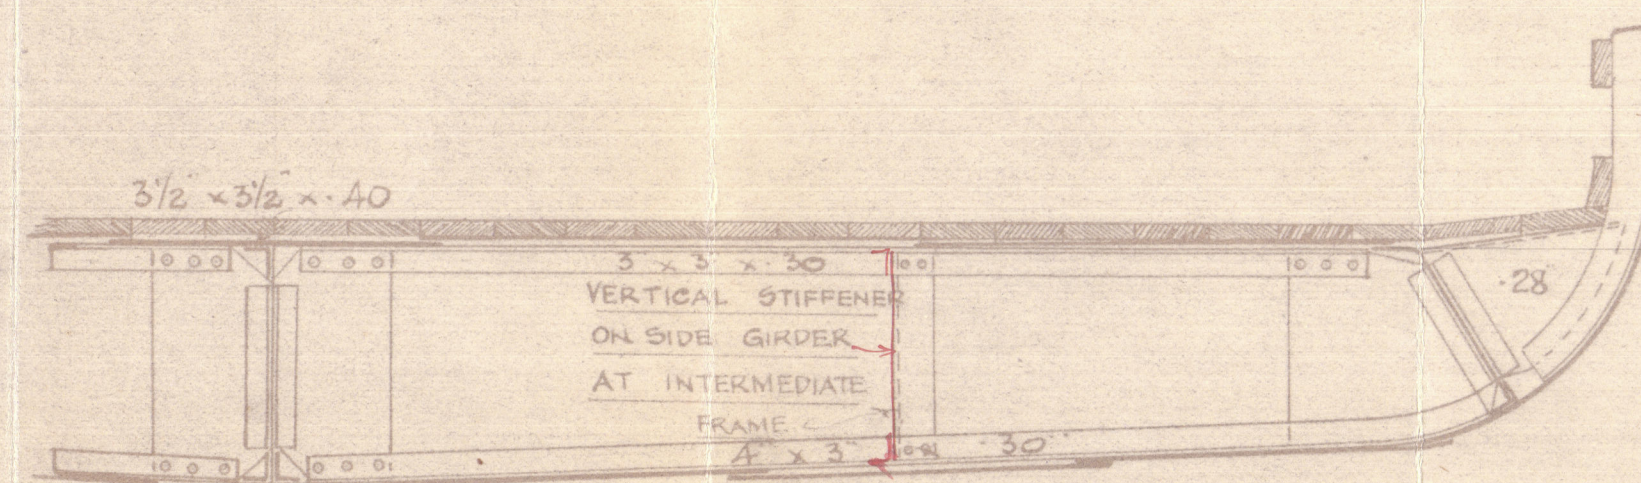 3½" x 3½" x ·40
3" x 3" x ·30
VERTICAL STIFFENER
ON SIDE GIRDER
AT INTERMEDIATE
FRAME
4" x 3" ·30"
·28"